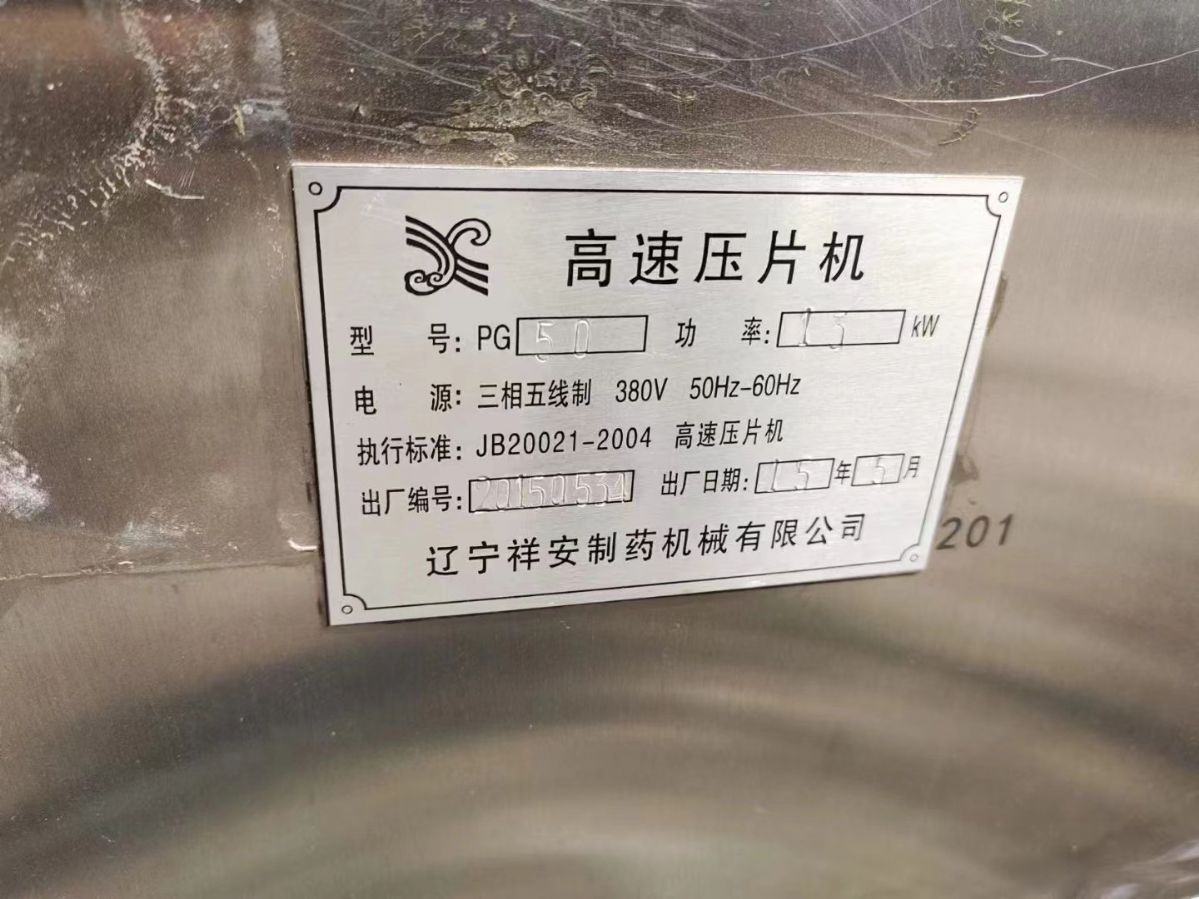 高速压片机
型 号: PG 50 功 率: 13 kW
电 源: 三相五线制 380V 50Hz-60Hz
执行标准: JB20021-2004 高速压片机
出厂编号: 20150534 出厂日期: 15 年 5 月
辽宁祥安制药机械有限公司
201